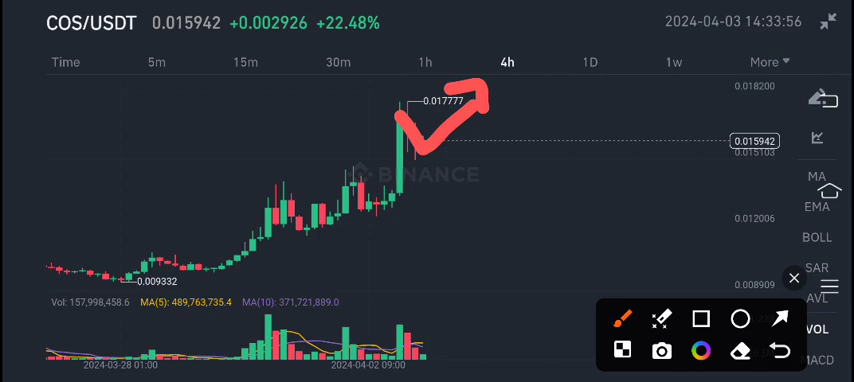 COS/USDT 0.015942 +0.002926 +22.48% 2024-04-03 14:33:56
Time 5m 15m 30m 1h 4h 1D 1w More
0.018200
0.017777
0.015942
0.015103
BINANCE
MA
EMA
0.012006
BOLL
SAR
0.009332
0.008909
AVL
Vol: 157,998,458.6 MA(5): 489,763,735.4 MA(10): 371,721,889.0
VOL
2024-03-28 01:00 2024-04-02 09:00
MACD